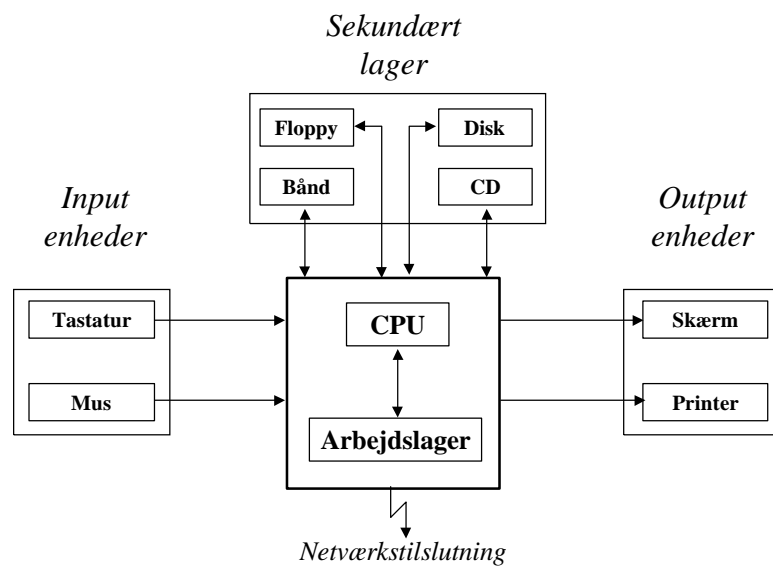 Sekundært
lager
Floppy
Disk
Bånd
CD
Input
enheder
Output
enheder
Tastatur
CPU
Skærm
Mus
Printer
Arbejdslager
Netværkstilslutning